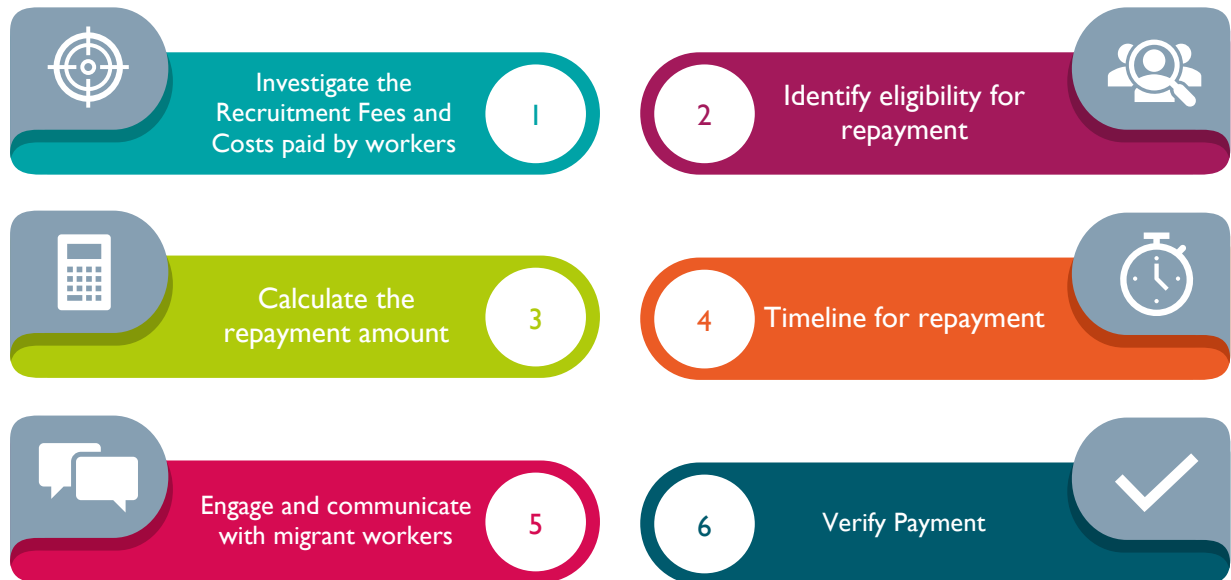 Investigate the
Recruitment Fees and
Costs paid by workers
1
2
Identify eligibility for
repayment
Calculate the
repayment amount
3
4
Timeline for repayment
Engage and communicate
with migrant workers
5
6
Verify Payment